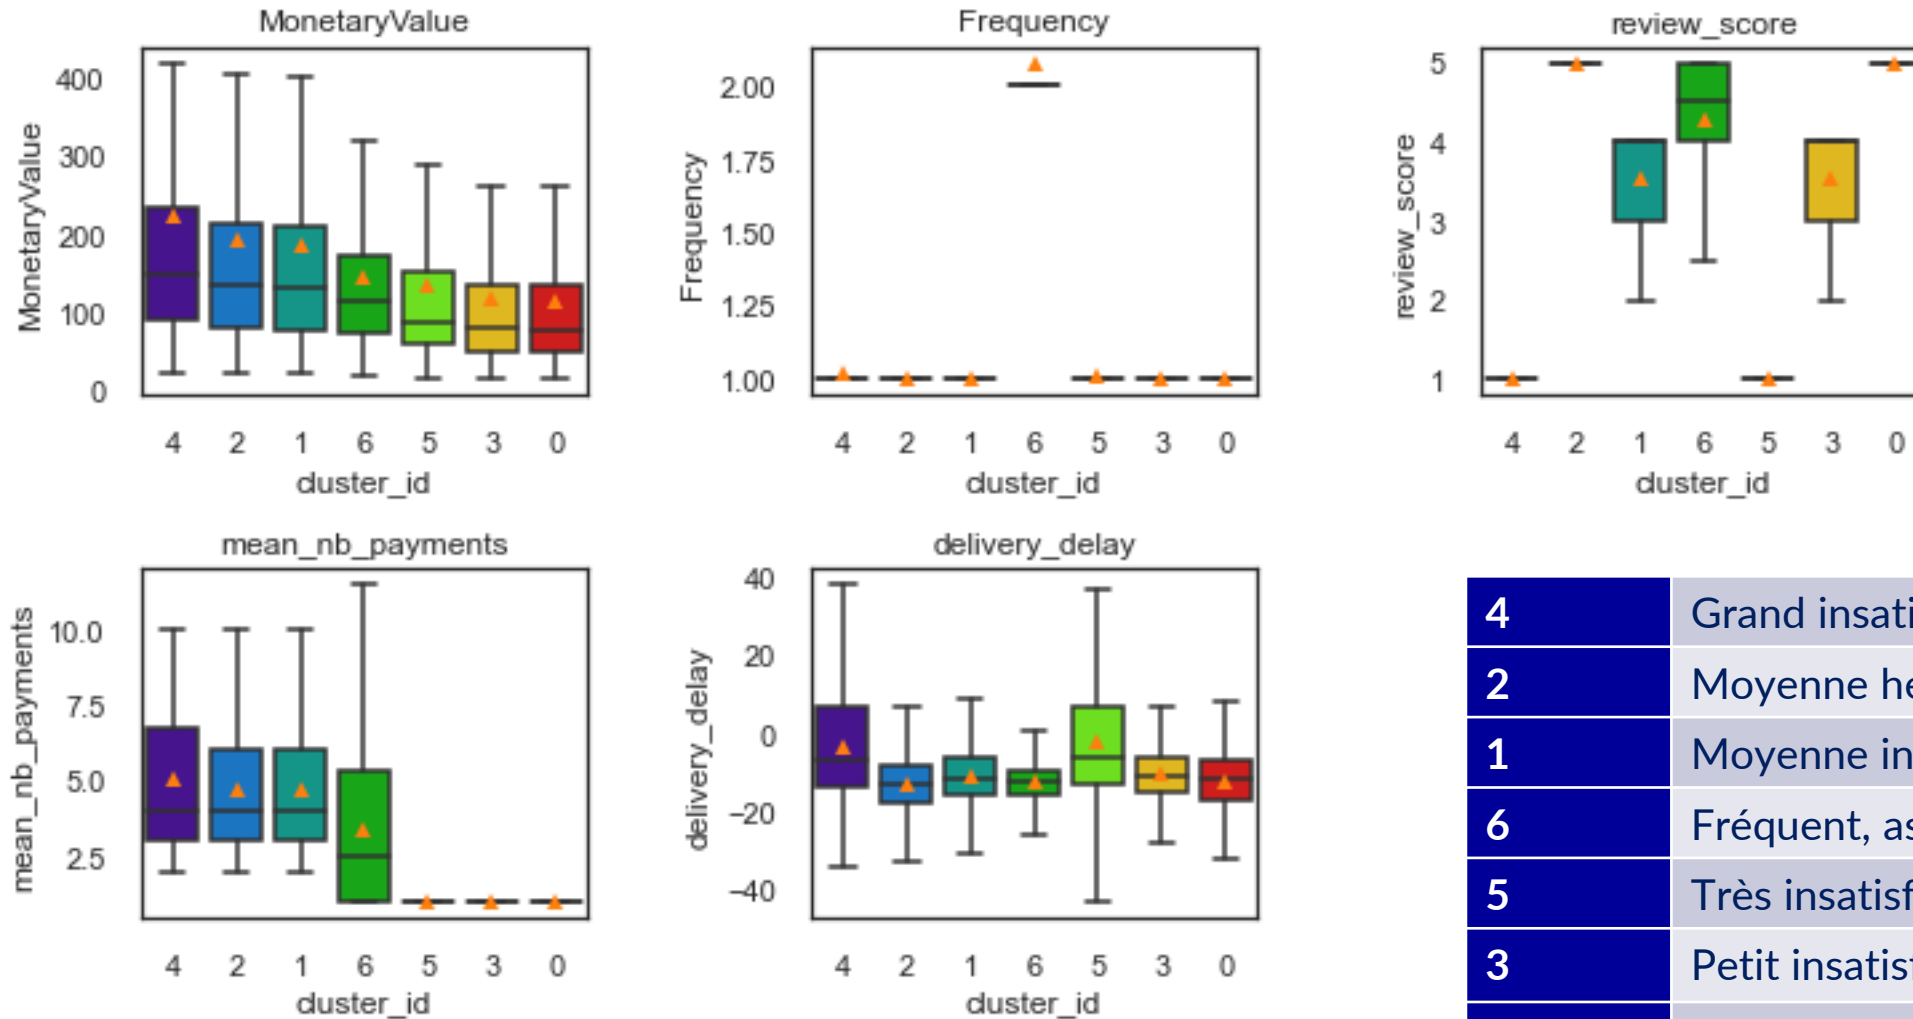 MonetaryValue
MonetaryValue
400
300
200
100
0
4 2 1 6 5 3 0
cluster_id
Frequency
Frequency
2.00
1.75
1.50
1.25
1.00
4 2 1 6 5 3 0
cluster_id
review_score
review_score
5
4
3
2
1
4 2 1 6 5 3 0
cluster_id
mean_nb_payments
mean_nb_payments
10.0
7.5
5.0
2.5
4 2 1 6 5 3 0
cluster_id
delivery_delay
delivery_delay
40
20
0
−20
−40
4 2 1 6 5 3 0
cluster_id
4 Grand
2 Moyenne
1 Moyenne
6 Fréquent,
5 Très
3 Petit